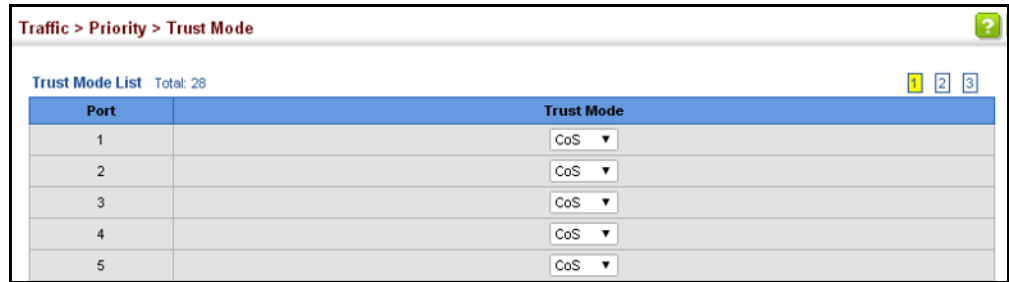 Traffic > Priority > Trust Mode ?
Trust Mode List Total: 28 1 2 3
Port Trust Mode
1 CoS
2 CoS
3 CoS
4 CoS
5 CoS